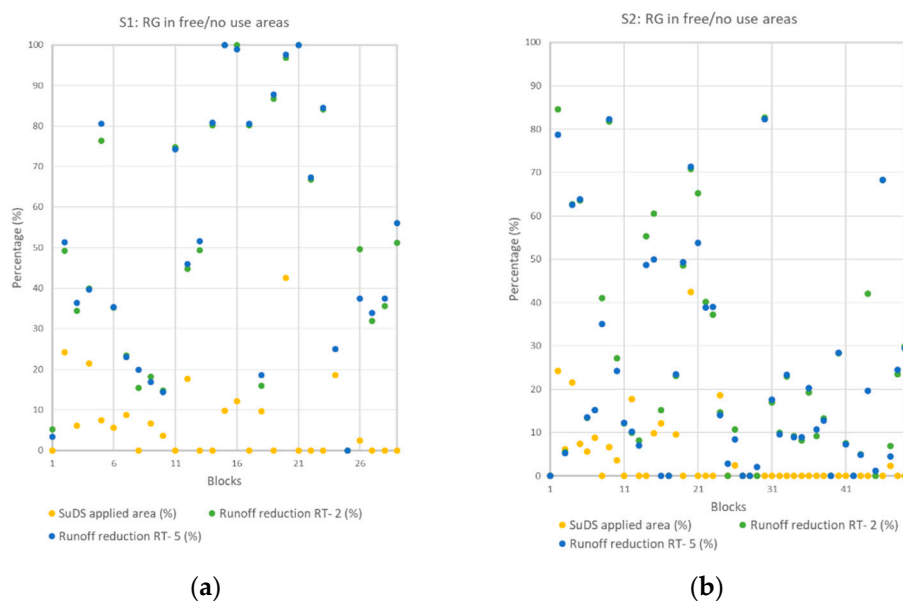 S1: RG in free/no use areas
100
90
80
70
60
50
40
30
20
10
0
Percentage (%)
1 6 11 16 21 26
Blocks
SuDS applied area (%) Runoff reduction RT- 2 (%)
Runoff reduction RT- 5 (%)
(a)
S2: RG in free/no use areas
100
90
80
70
60
50
40
30
20
10
0
Percentage (%)
1 11 21 31 41
Blocks
SuDS applied area (%) Runoff reduction RT- 2 (%)
Runoff reduction RT- 5 (%)
(b)